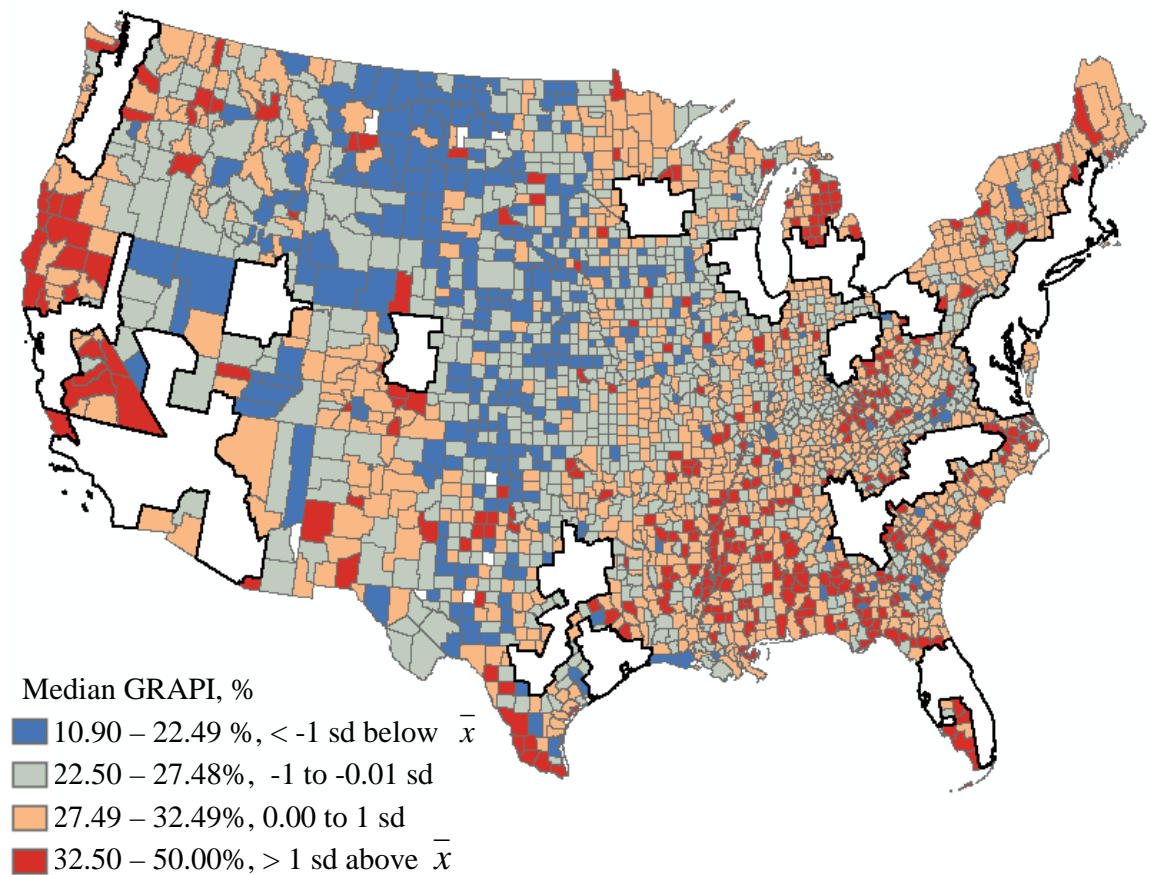 Median GRAPI, %
10.90 – 22.49 %, < -1 sd below x̄
22.50 – 27.48%, -1 to -0.01 sd
27.49 – 32.49%, 0.00 to 1 sd
32.50 – 50.00%, > 1 sd above x̄